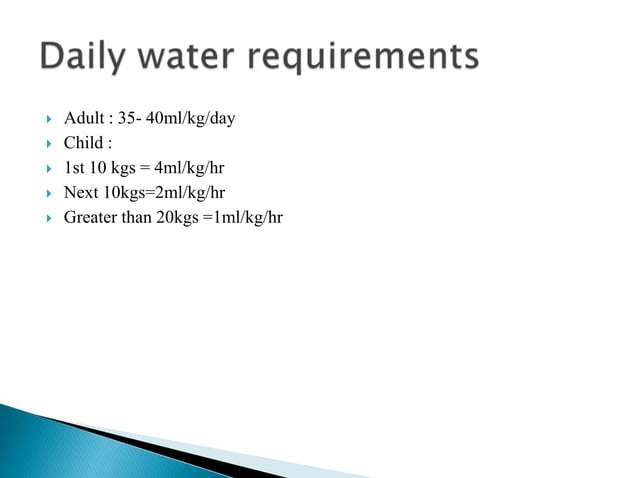 Daily water requirements
Adult : 35- 40ml/kg/day
Child :
1st 10 kgs = 4ml/kg/hr
Next 10kgs=2ml/kg/hr
Greater than 20kgs =1ml/kg/hr